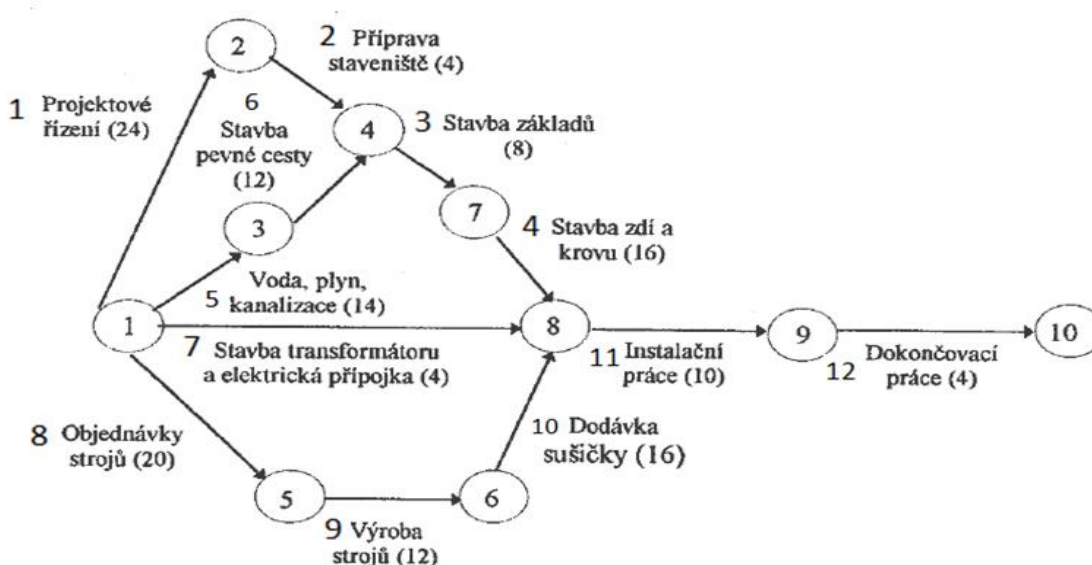 2
2 Příprava
staveniště (4)
1 Projektové
řízení (24)
6
Stavba
pevné cesty
(12)
4
3 Stavba základů
(8)
3
7
4 Stavba zdí a
krovu (16)
5 Voda, plyn,
kanalizace (14)
1
8
9
10
7 Stavba transformátoru
a elektrická přípojka (4)
11 Instalační
práce (10)
12 Dokončovací
práce (4)
8 Objednávky
strojů (20)
10 Dodávka
sušičky (16)
5
6
9 Výroba
strojů (12)